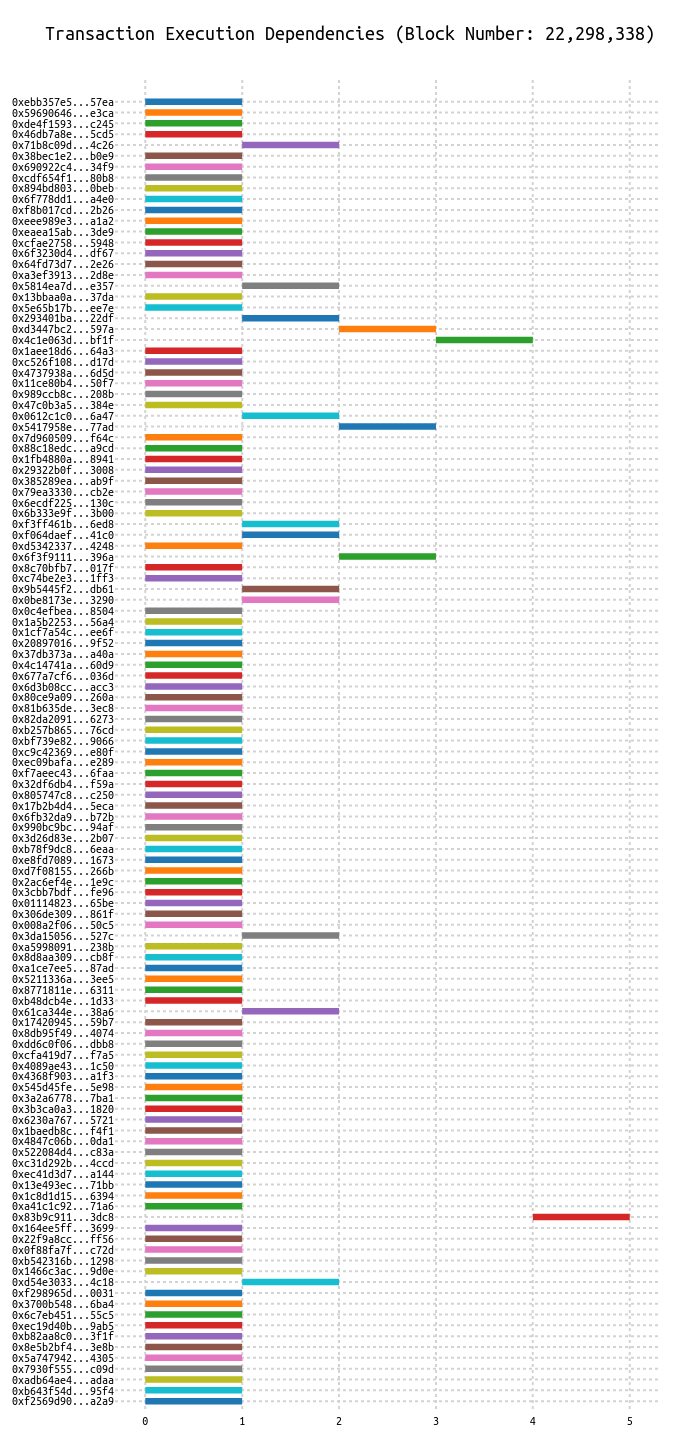 Transaction Execution Dependencies (Block Number: 22,298,338)
0xebb357e5...57ea
0x59690646...e3ca
0xde4f1593...c245
0x46db7a8e...5cd5
0x71b8c09d...4c26
0x38bec1e2...b0e9
0x690922c4...34f9
0xcdf654f1...80b8
0x894bd803...0beb
0x6f778dd1...a4e0
0xf8b017cd...2b26
0xeee989e3...a1a2
0xeaea15ab...3de9
0xcfae2758...5948
0x6f3230d4...df67
0x64fd73d7...2e26
0xa3ef3913...2d8e
0x5814ea7d...e357
0x13bbaa0a...37da
0x5e65b17b...ee7e
0x293401ba...22df
0xd3447bc2...597a
0x4c1e063d...bf1f
0x1aee18d6...64a3
0xc526f108...d17d
0x4737938a...6d5d
0x11ce80b4...50f7
0x989ccb8c...208b
0x47c0b3a5...384e
0x0612c1c0...6a47
0x5417958e...77ad
0x7d960509...f64c
0x88c18edc...a9cd
0x1fb4880a...8941
0x29322b0f...3008
0x385289ea...ab9f
0x79ea3330...cb2e
0x6ecdf225...130c
0x6b333e9f...3b00
0xf3ff461b...6ed8
0xf064daef...41c0
0xd5342337...4248
0x6f3f9111...396a
0x8c70bfb7...017f
0xc74be2e3...1ff3
0x9b5445f2...db61
0x0be8173e...3290
0x0c4efbea...8504
0x1a5b2253...56a4
0x1cf7a54c...ee6f
0x20897016...9f52
0x37db373a...a40a
0x4c14741a...60d9
0x677a7cf6...036d
0x6d3b08cc...acc3
0x80ce9a09...260a
0x81b635de...3ec8
0x82da2091...6273
0xb257b865...76cd
0xbf739e82...9066
0xc9c42369...e80f
0xec09bafa...e289
0xf7aeec43...6faa
0x32df6db4...f59a
0x805747c8...c250
0x17b2b4d4...5eca
0x6fb32da9...b72b
0x990bc9bc...94af
0x3d26d83e...2b07
0xb78f9dc8...6eaa
0xe8fd7089...1673
0xd7f08155...266b
0x2ac6ef4e...1e9c
0x3cbb7bdf...fe96
0x01114823...65be
0x306de309...861f
0x008a2f06...50c5
0x3da15056...527c
0xa5998091...238b
0x8d8aa309...cb8f
0xa1ce7ee5...87ad
0x5211336a...3ee5
0x8771811e...6311
0xb48dcb4e...1d33
0x61ca344e...38a6
0x17420945...59b7
0x8db95f49...4074
0xdd6c0f06...dbb8
0xcfa419d7...f7a5
0x4089ae43...1c50
0x4368f903...a1f3
0x545d45fe...5e98
0x3a2a6778...7ba1
0x3b3ca0a3...1820
0x6230a767...5721
0x1baedb8c...f4f1
0x4847c06b...0da1
0x522084d4...c83a
0xc31d292b...4ccd
0xec41d3d7...a144
0x13e493ec...71bb
0x1c8d1d15...6394
0xa41c1c92...71a6
0x83b9c911...3dc8
0x164ee5ff...3699
0x22f9a8cc...ff56
0x0f88fa7f...c72d
0xb542316b...1298
0x1466c3ac...9d0e
0xd54e3033...4c18
0xf298965d...0031
0x3700b548...6ba4
0x6c7eb451...55c5
0xec19d40b...9ab5
0xb82aa8c0...3f1f
0x8e5b2bf4...3e8b
0x5a747942...4305
0x7930f555...c09d
0xadb64ae4...adaa
0xb643f54d...95f4
0xf2569d90...a2a9
0 1 2 3 4 5